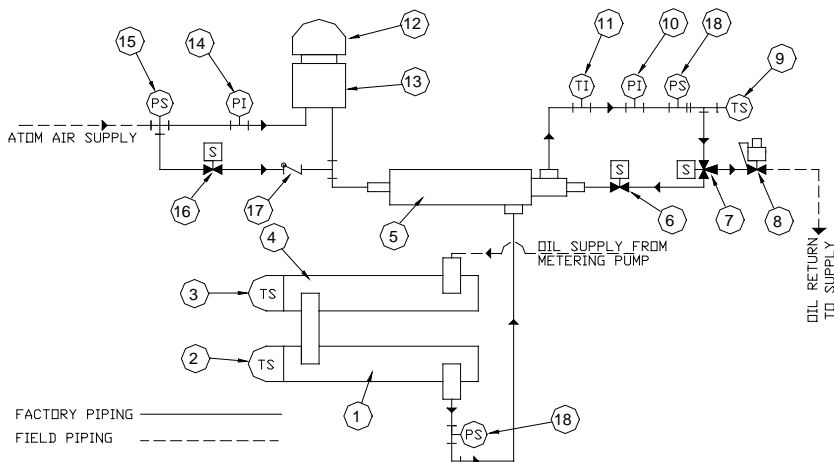 12
15
14
11
10
18
9
13
PS
PI
TI
PI
PS
TS
ATOM AIR SUPPLY
S
S
S
16
17
5
6
7
8
4
OIL SUPPLY FROM
METERING PUMP
3
TS
OIL RETURN
TO SUPPLY
2
TS
1
FACTORY PIPING
PS
18
FIELD PIPING